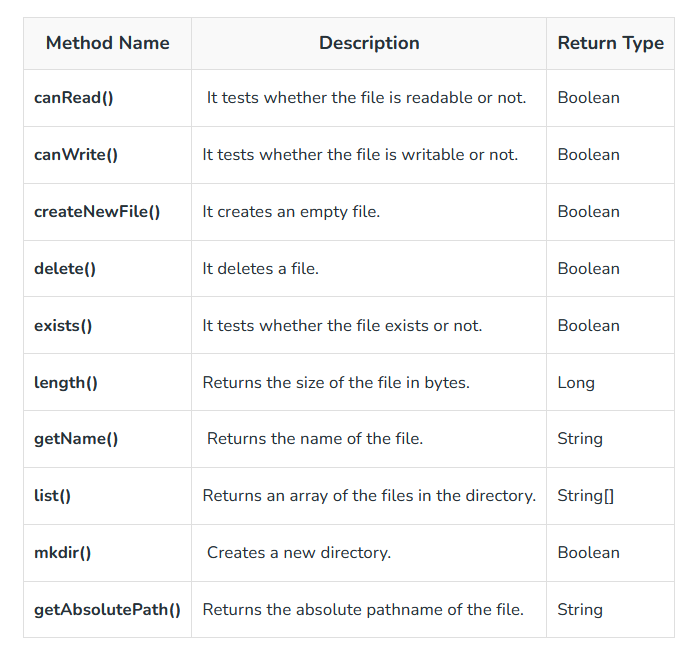 Method Name Description Return Type
canRead() It tests whether the file is readable or not. Boolean
canWrite() It tests whether the file is writable or not. Boolean
createNewFile() It creates an empty file. Boolean
delete() It deletes a file. Boolean
exists() It tests whether the file exists or not. Boolean
length() Returns the size of the file in bytes. Long
getName() Returns the name of the file. String
list() Returns an array of the files in the directory. String[]
mkdir() Creates a new directory. Boolean
getAbsolutePath() Returns the absolute pathname of the file. String